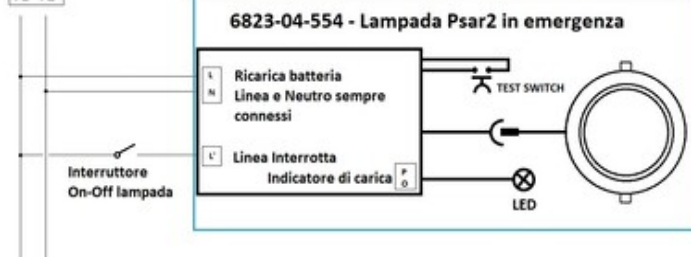 6823-04-554 - Lampada Psar2 in emergenza
L
Ricarica batteria
N
Linea e Neutro sempre
connessi
TEST SWITCH
L'
Linea Interrotta
Indicatore di carica
P
O
Interruttore
On-Off lampada
LED